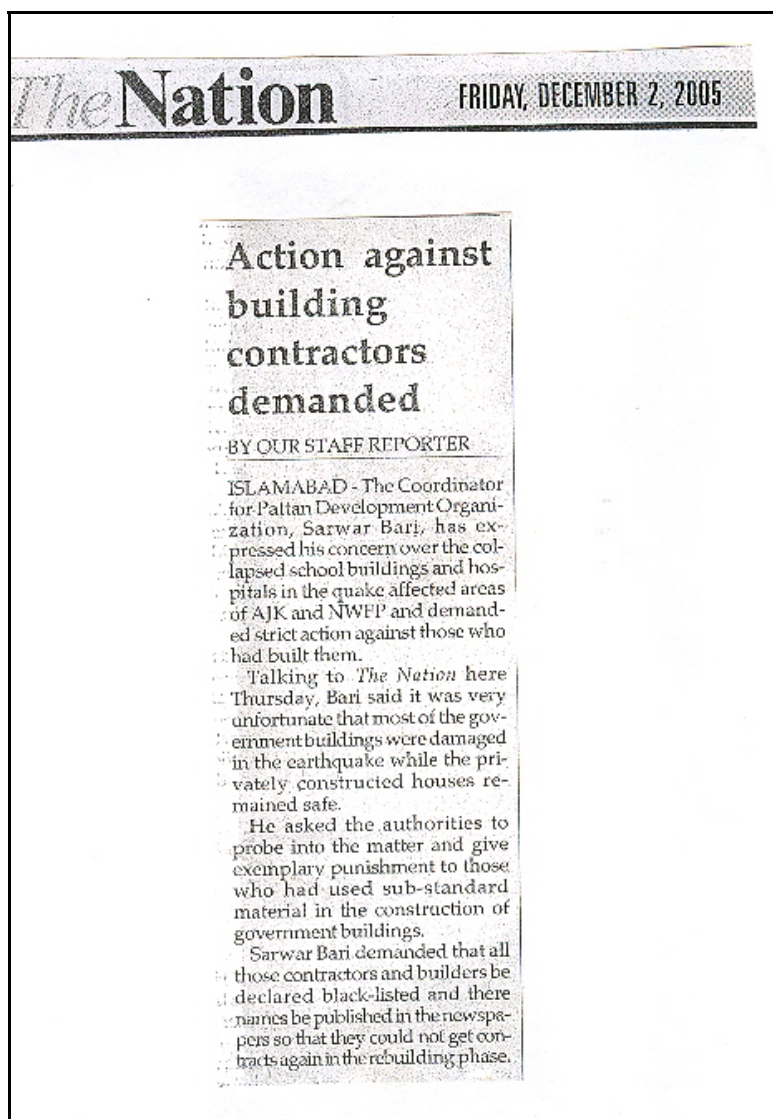 The Nation
FRIDAY, DECEMBER 2, 2005
Action against
building
contractors
demanded
BY OUR STAFF REPORTER
ISLAMABAD - The Coordinator
for Pattan Development Organi-
zation, Sarwar Bari, has ex-
pressed his concern over the col-
lapsed school buildings and hos-
pitals in the quake affected areas
of AJK and NWFP and demand-
ed strict action against those who
had built them.
Talking to The Nation here
Thursday, Bari said it was very
unfortunate that most of the gov-
ernment buildings were damaged
in the earthquake while the pri-
vately constructed houses re-
mained safe.
He asked the authorities to
probe into the matter and give
exemplary punishment to those
who had used sub-standard
material in the construction of
government buildings.
Sarwar Bari demanded that all
those contractors and builders be
declared black-listed and there
names be published in the newspa-
pers so that they could not get con-
tracts again in the rebuilding phase.